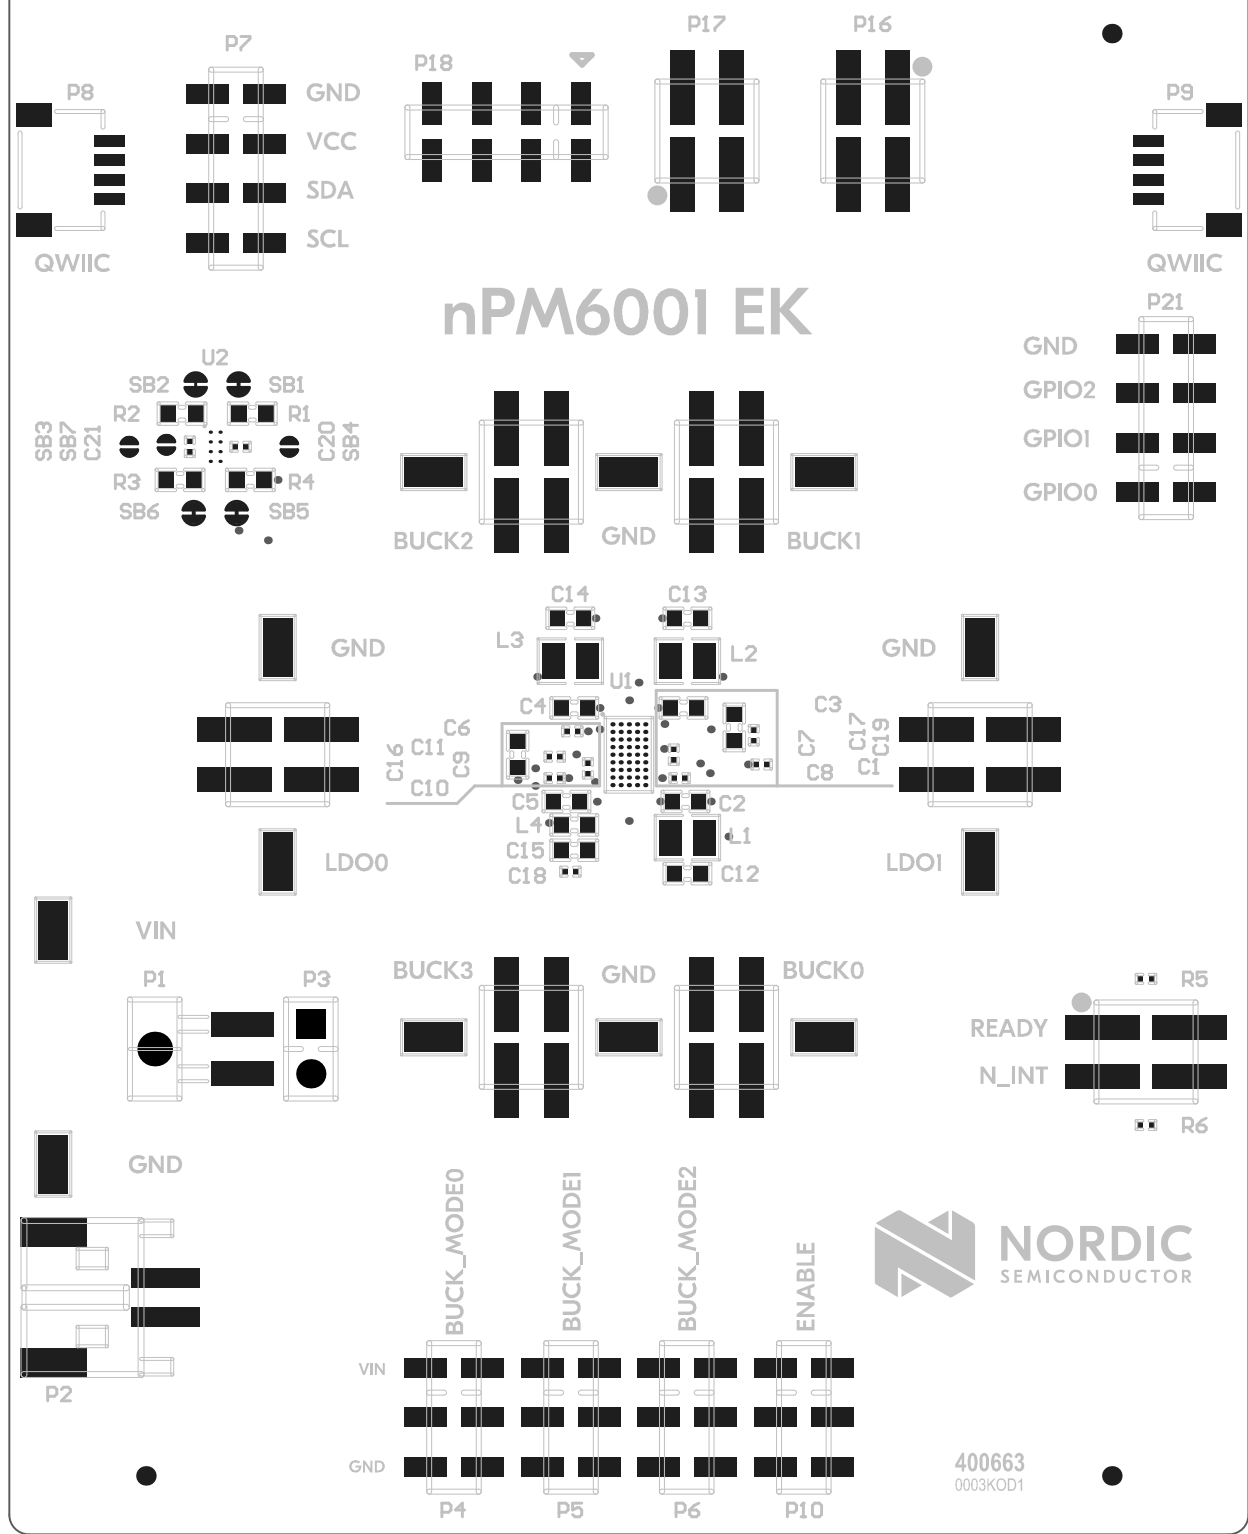 P17
P16
P7
P18
P8
GND
P9
VCC
SDA
SCL
QWIIC
QWIIC
nPM6001 EK
P21
GND
U2
SB2
SB1
GPIO2
R2
R1
SB3
SB7
C21
C20
SB4
GPIO1
R3
R4
GPIO0
SB6
SB5
BUCK2
GND
BUCK1
C14
C13
GND
L3
L2
GND
U1
C4
C3
C6
C16
C11
C9
C7
C17
C19
C10
C8
C1
C5
C2
L4
L1
C15
LDO0
LDO1
C18
C12
VIN
P1
P3
BUCK3
GND
BUCK0
R5
READY
N_INT
R6
GND
BUCK_MODE0
BUCK_MODE1
BUCK_MODE2
ENABLE
NORDIC
SEMICONDUCTOR
VIN
P2
GND
400663
0003KOD1
P4
P5
P6
P10